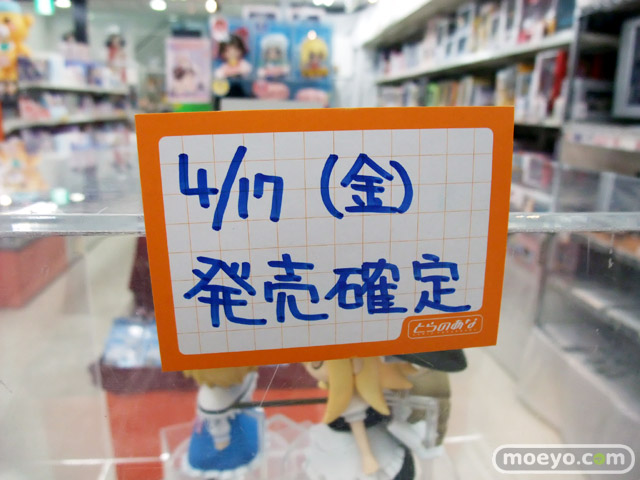 4/17 (金)
発売確定
とらのあな
moeyo.com